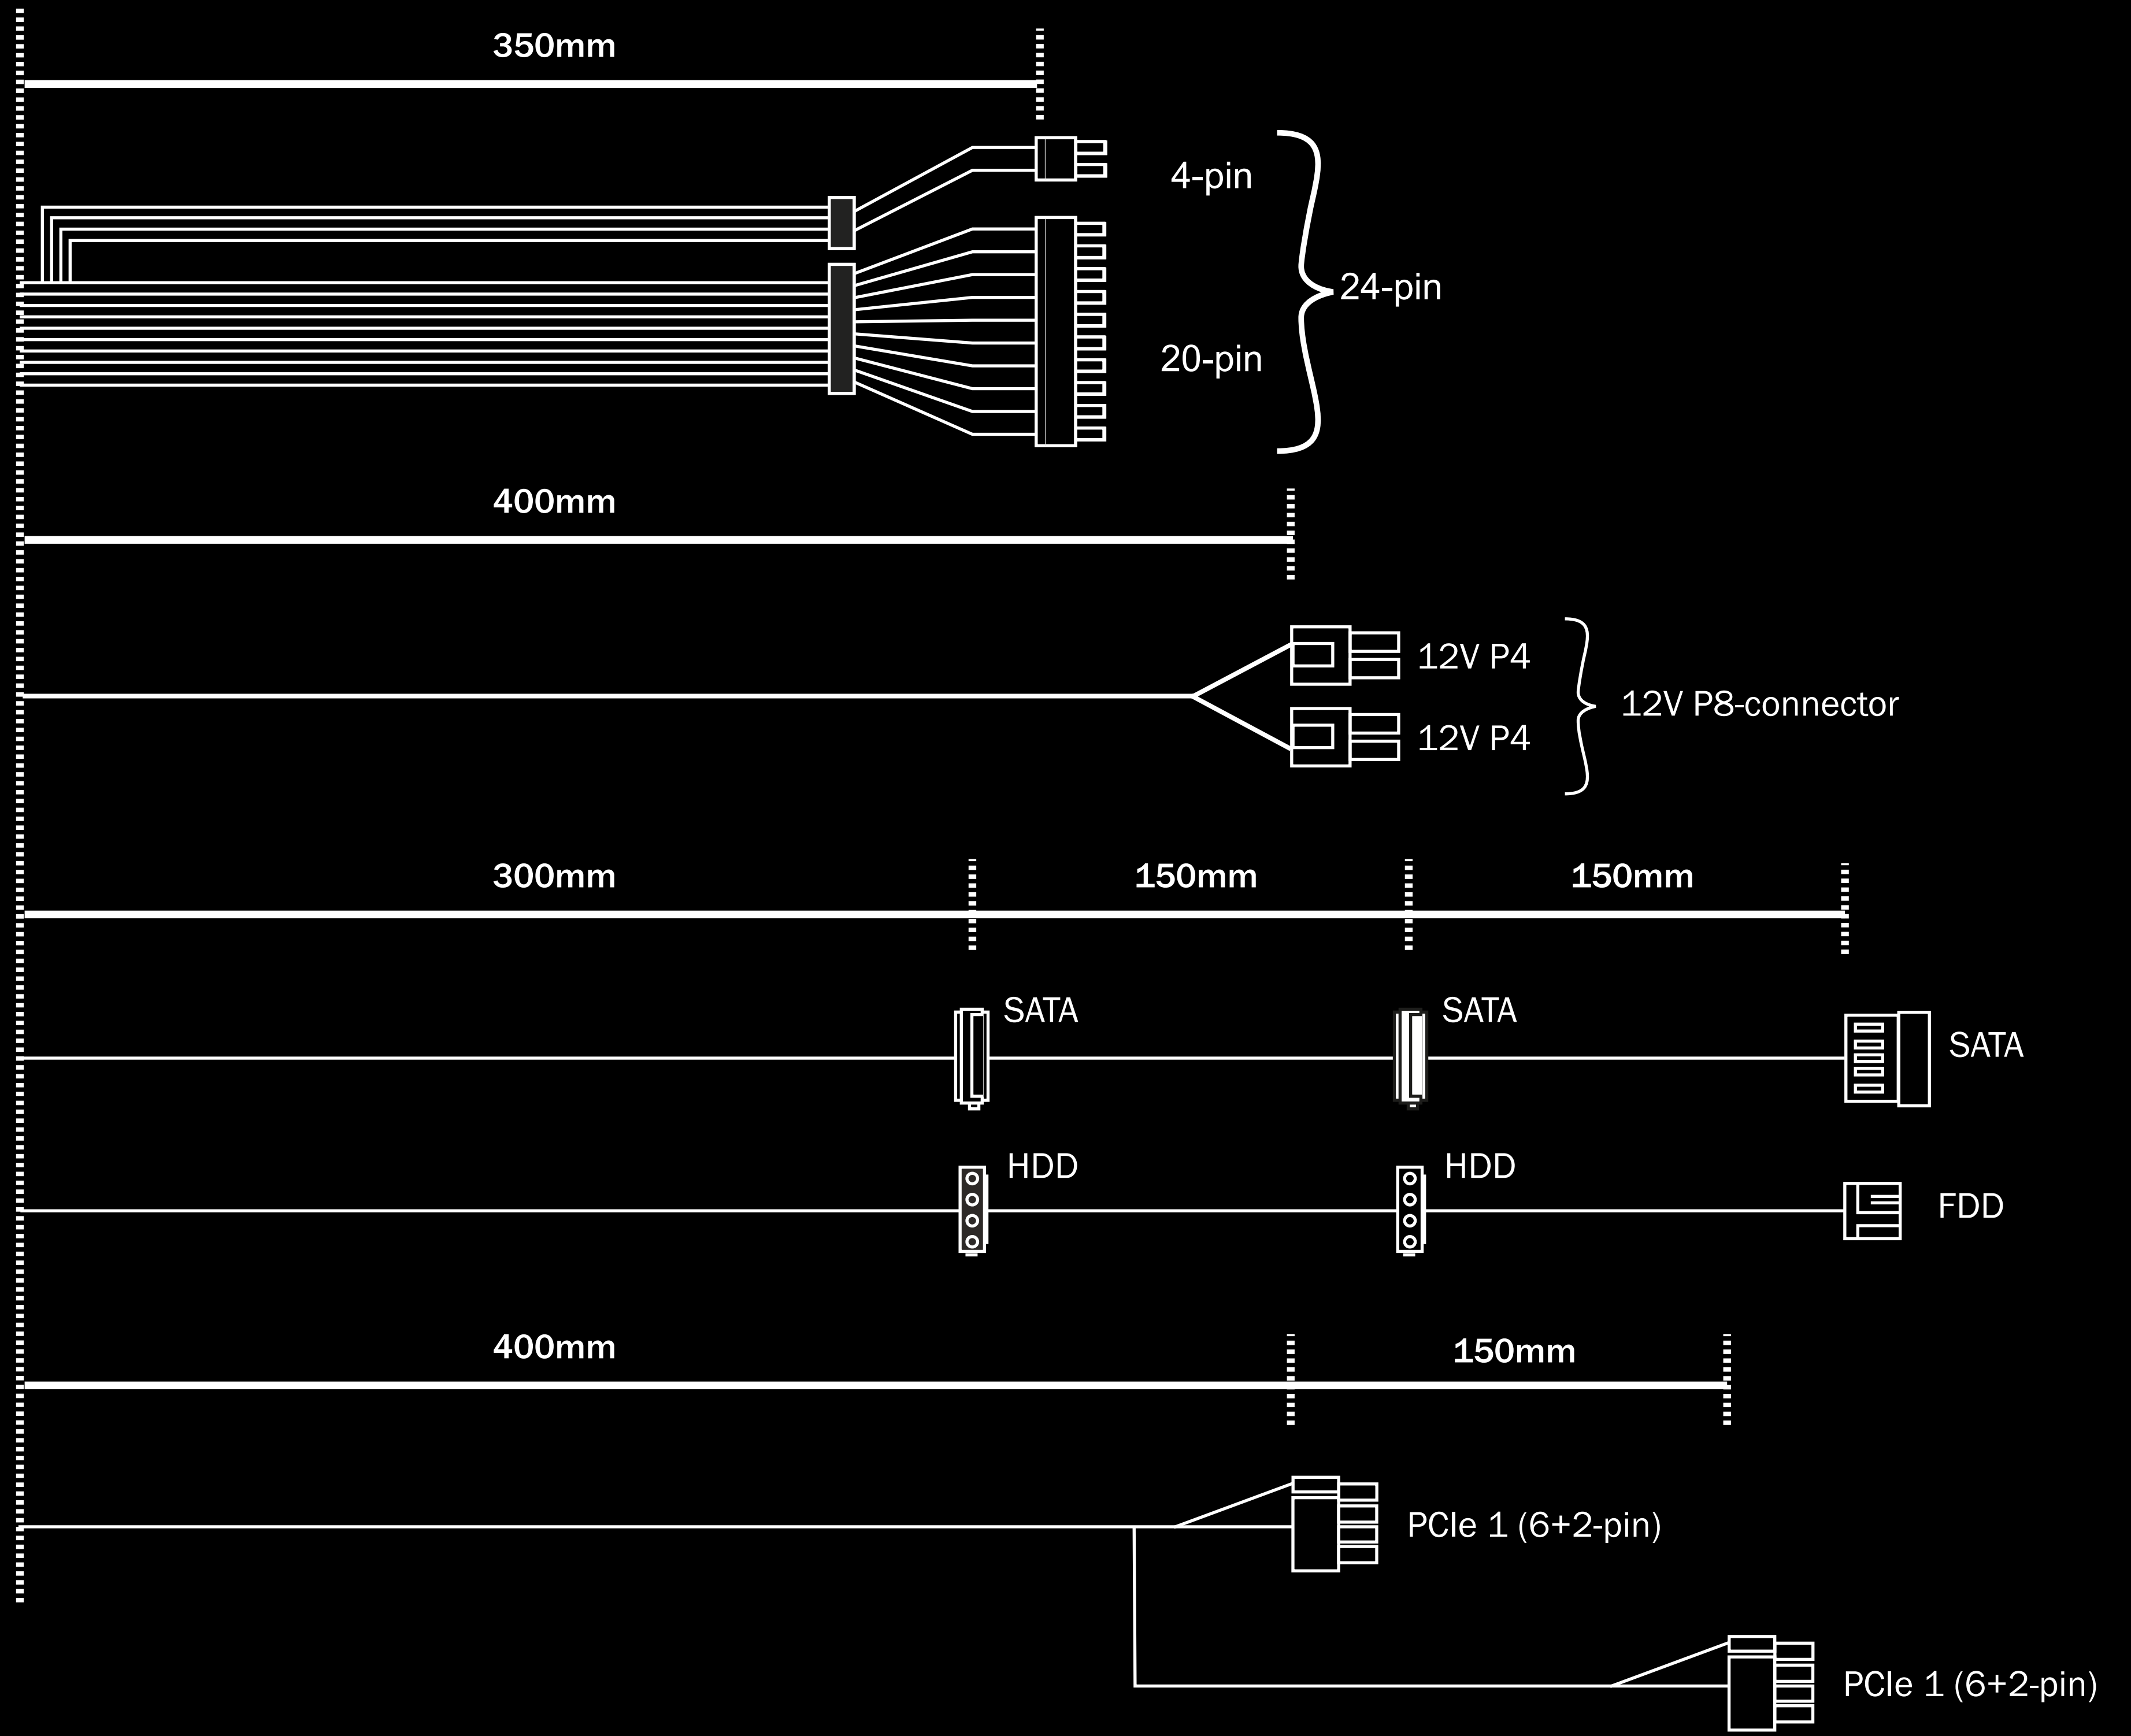 350mm
4-pin
24-pin
20-pin
400mm
12V P4
12V P8-connector
12V P4
300mm
150mm
150mm
SATA
SATA
SATA
HDD
HDD
FDD
400mm
150mm
PCIe 1 (6+2-pin)
PCIe 1 (6+2-pin)